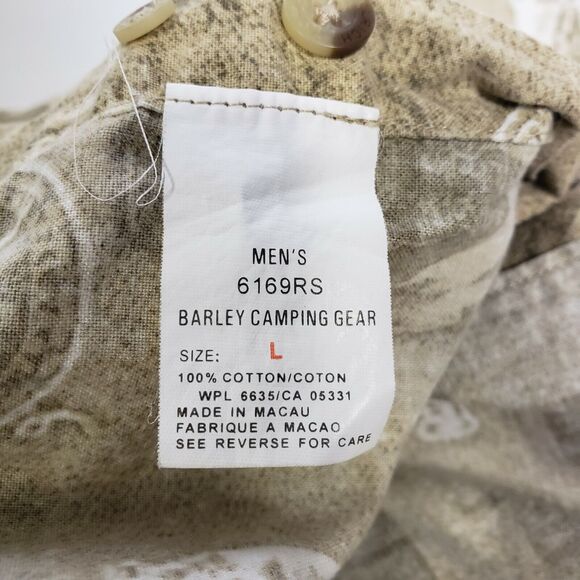 MEN'S
6169RS
BARLEY CAMPING GEAR
SIZE: L
100% COTTON/COTON
WPL 6635/CA 05331
MADE IN MACAU
FABRIQUE A MACAO
SEE REVERSE FOR CARE